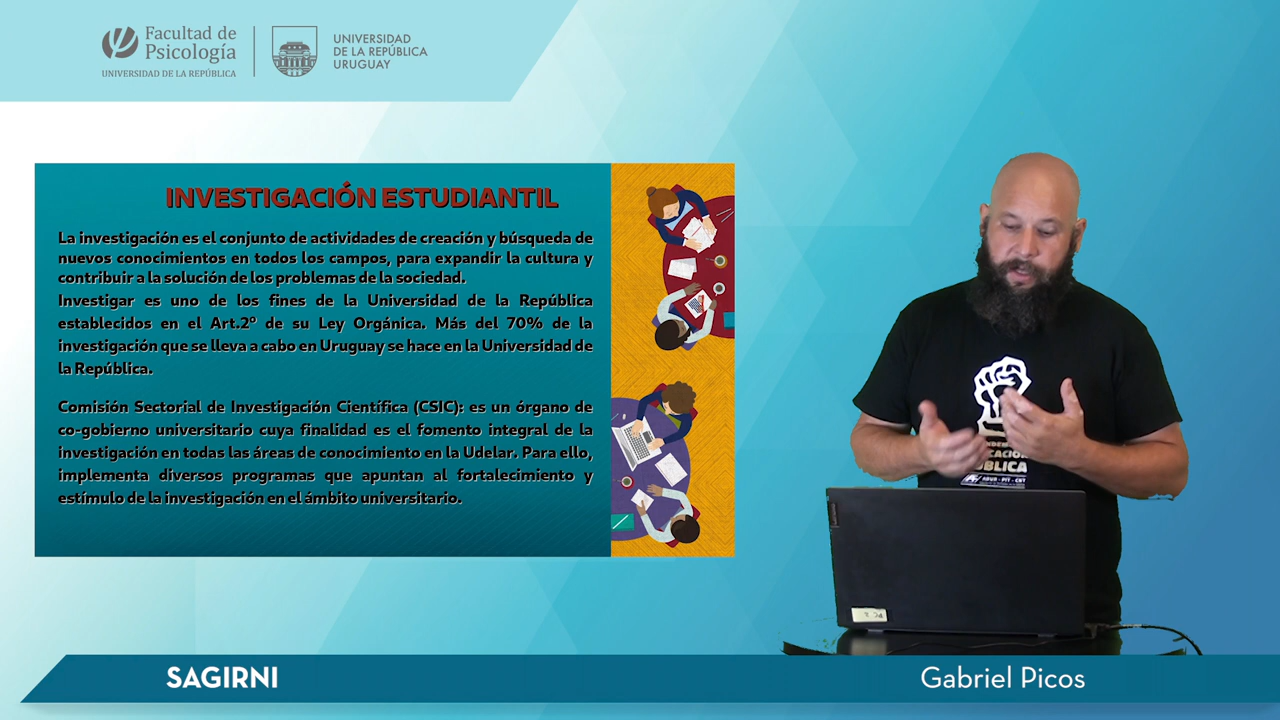 Facultad de
Psicología
UNIVERSIDAD DE LA REPÚBLICA
UNIVERSIDAD
DE LA REPÚBLICA
URUGUAY
INVESTIGACIÓN ESTUDIANTIL
La investigación es el conjunto de actividades de creación y búsqueda de
nuevos conocimientos en todos los campos, para expandir la cultura y
contribuir a la solución de los problemas de la sociedad.
Investigar es uno de los fines de la Universidad de la República
establecidos en el Art.2º de su Ley Orgánica. Más del 70% de la
investigación que se lleva a cabo en Uruguay se hace en la Universidad de
la República.
Comisión Sectorial de Investigación Científica (CSIC): es un órgano de
co-gobierno universitario cuya finalidad es el fomento integral de la
investigación en todas las áreas de conocimiento en la Udelar. Para ello,
implementa diversos programas que apuntan al fortalecimiento y
estímulo de la investigación en el ámbito universitario.
PIT - CNT
SAGIRNI
Gabriel Picos